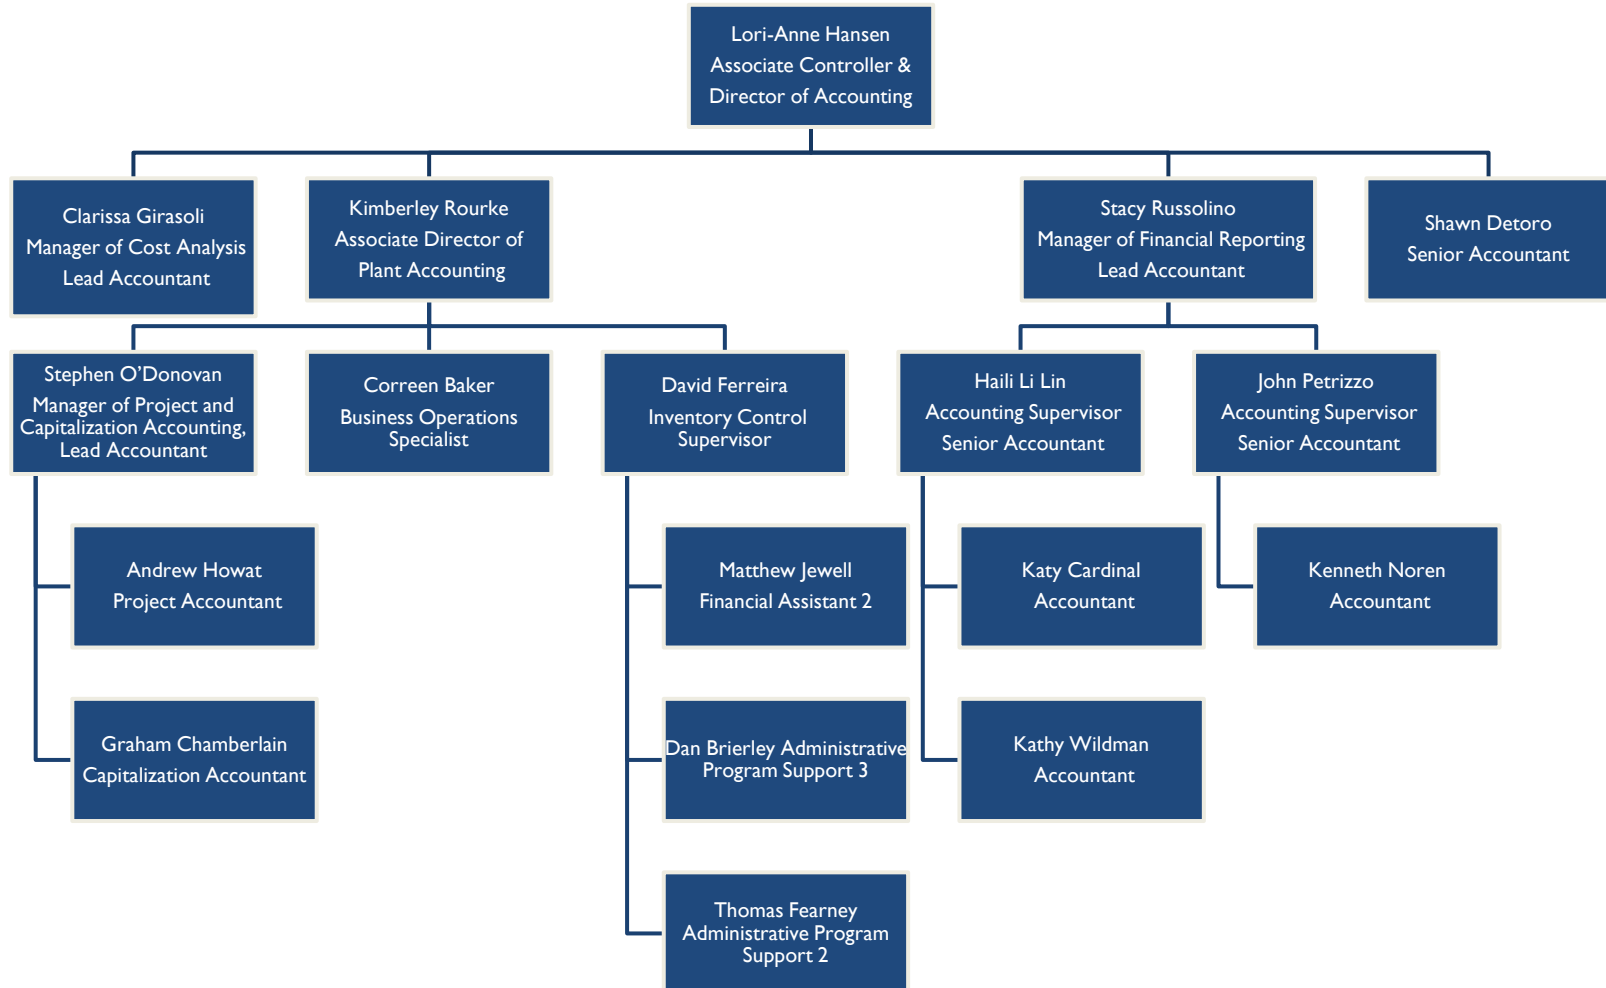 Lori-Anne Hansen
Associate Controller &
Director of Accounting
Clarissa Girasoli
Manager of Cost Analysis
Lead Accountant
Kimberley Rourke
Associate Director of
Plant Accounting
Stacy Russolino
Manager of Financial Reporting
Lead Accountant
Shawn Detoro
Senior Accountant
Stephen O’Donovan
Manager of Project and
Capitalization Accounting,
Lead Accountant
Correen Baker
Business Operations
Specialist
David Ferreira
Inventory Control
Supervisor
Haili Li Lin
Accounting Supervisor
Senior Accountant
John Petrizzo
Accounting Supervisor
Senior Accountant
Andrew Howat
Project Accountant
Matthew Jewell
Financial Assistant 2
Katy Cardinal
Accountant
Kenneth Noren
Accountant
Graham Chamberlain
Capitalization Accountant
Dan Brierley Administrative
Program Support 3
Kathy Wildman
Accountant
Thomas Fearney
Administrative Program
Support 2